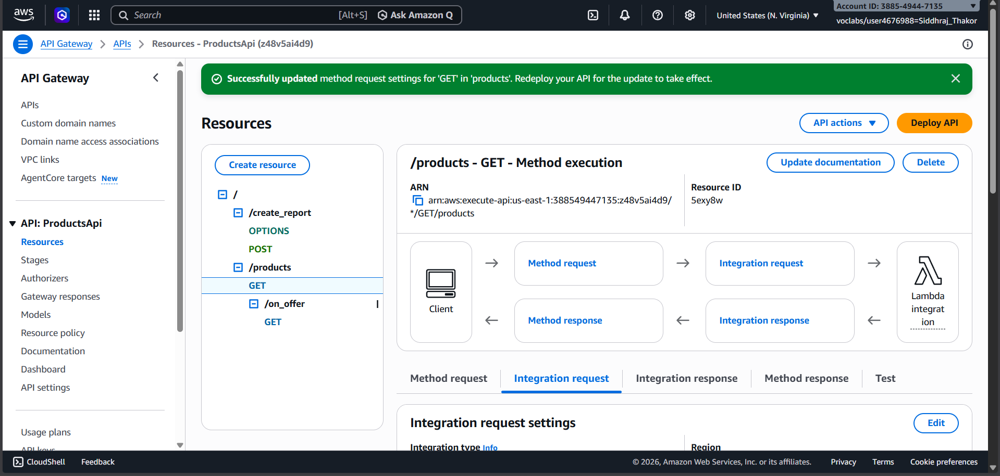 aws
Search
[Alt+S]
Ask Amazon Q
United States (N. Virginia)
Account ID: 3885-4944-7135
voclabs/user4676988=Siddhraj_Thakor
API Gateway
APIs
Resources - ProductsApi (z48v5ai4d9)
API Gateway
APIs
Custom domain names
Domain name access associations
VPC links
AgentCore targets New
API: ProductsApi
Resources
Stages
Authorizers
Gateway responses
Models
Resource policy
Documentation
Dashboard
API settings
Usage plans
API keys
Successfully updated method request settings for 'GET' in 'products'. Redeploy your API for the update to take effect.
Resources
API actions
Deploy API
Create resource
/
/create_report
OPTIONS
POST
/products
GET
/on_offer
GET
/products - GET - Method execution
Update documentation
Delete
ARN
arn:aws:execute-api:us-east-1:388549447135:z48v5ai4d9/
*/GET/products
Resource ID
5exy8w
Client
Method request
Integration request
Method response
Integration response
Lambda
integrat
ion
Method request
Integration request
Integration response
Method response
Test
Integration request settings
Edit
Integration type Info
Region
CloudShell
Feedback
© 2026, Amazon Web Services, Inc. or its affiliates.
Privacy
Terms
Cookie preferences